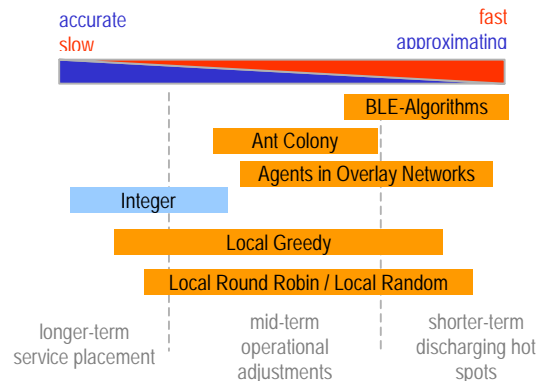 accurate
slow
fast
approximating
BLE-Algorithms
Ant Colony
Agents in Overlay Networks
Integer
Local Greedy
Local Round Robin / Local Random
longer-term
service placement
mid-term
operational
adjustments
shorter-term
discharging hot
spots